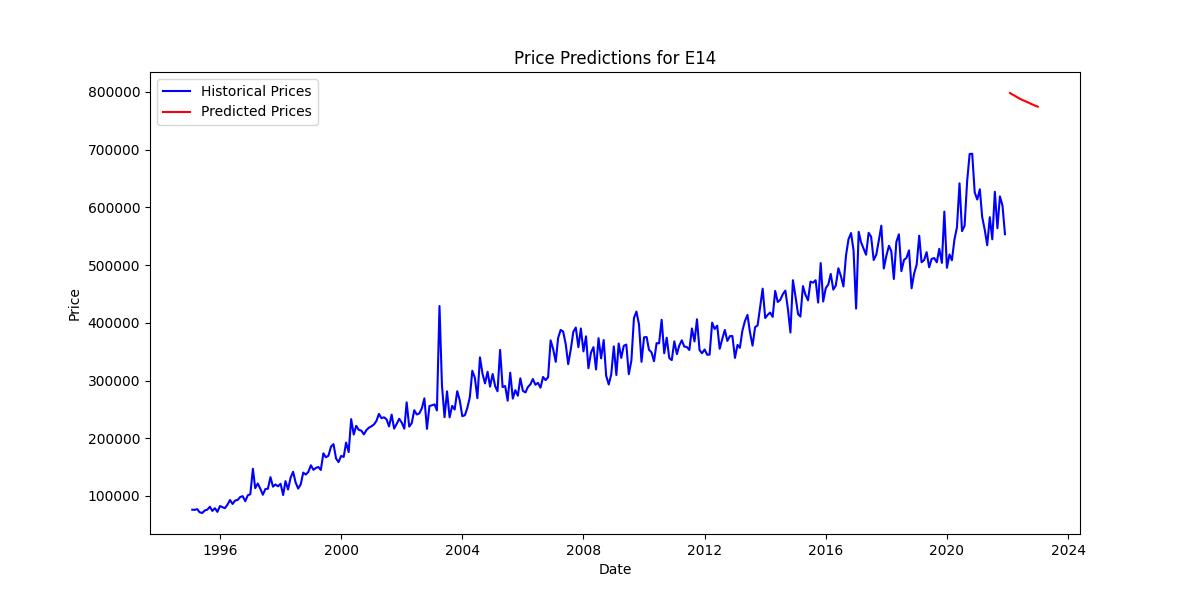 Price Predictions for E14
Historical Prices
Predicted Prices
800000
700000
600000
500000
400000
300000
200000
100000
Price
1996 2000 2004 2008 2012 2016 2020 2024
Date